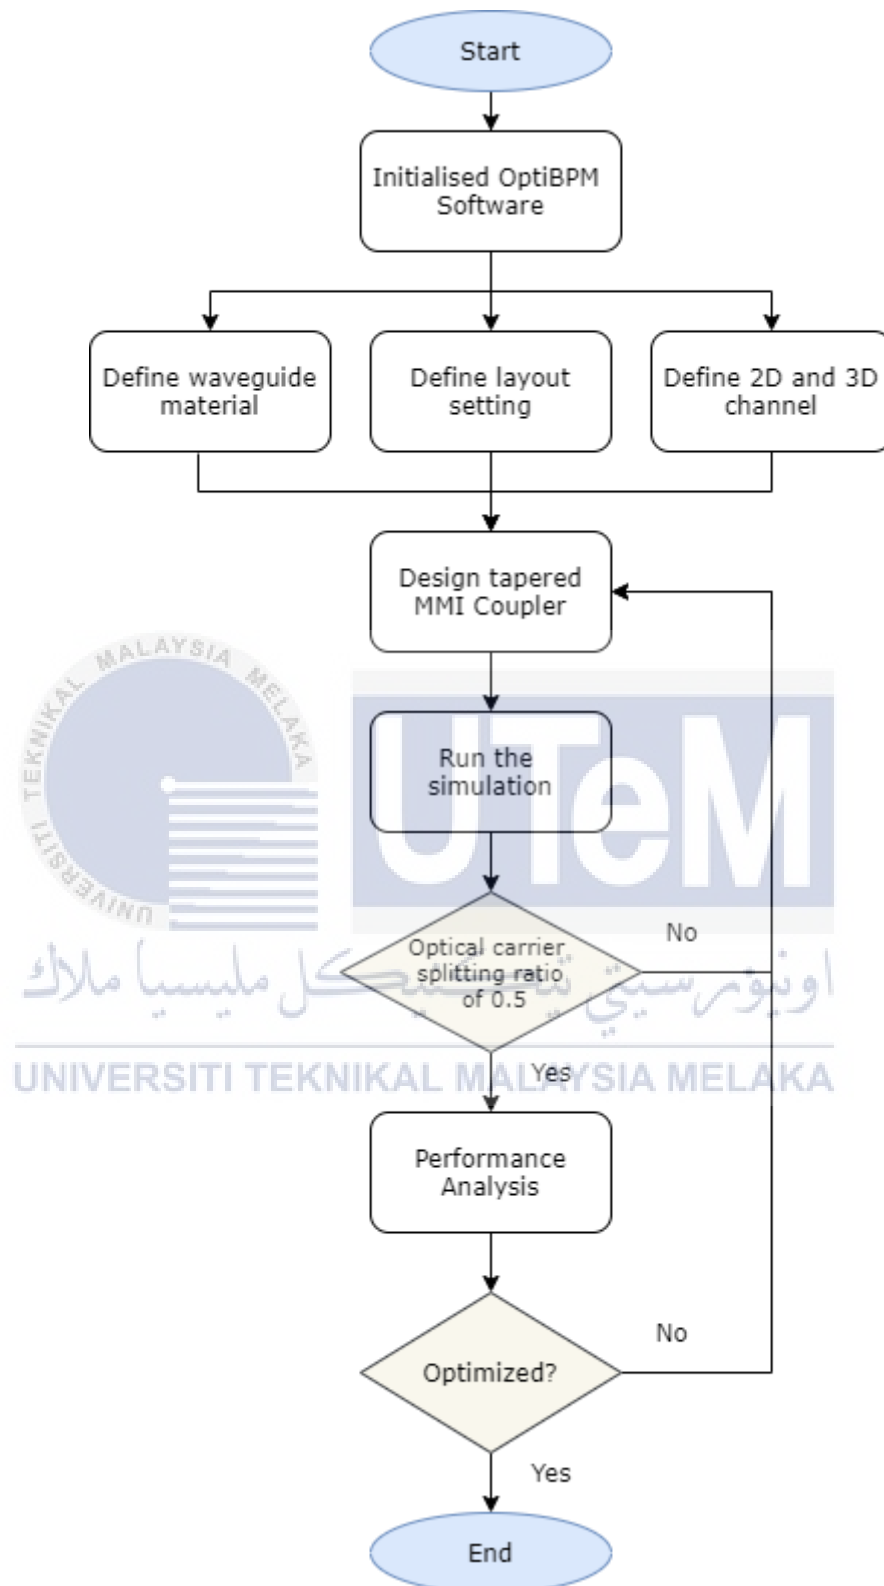 Start
Initialised OptiBPM
Software
Define waveguide
material
Define layout
setting
Define 2D and 3D
channel
Design tapered
MMI Coupler
UNIVERSITI TEKNIKAL MALAYSIA MELAKA
UTeM
Run the
simulation
Optical carrier
splitting ratio
of 0.5
No
اونيۏرسيتي تيكنيكل مليسيا ملاك
UNIVERSITI TEKNIKAL MALAYSIA MELAKA
Yes
Performance
Analysis
Optimized?
No
Yes
End